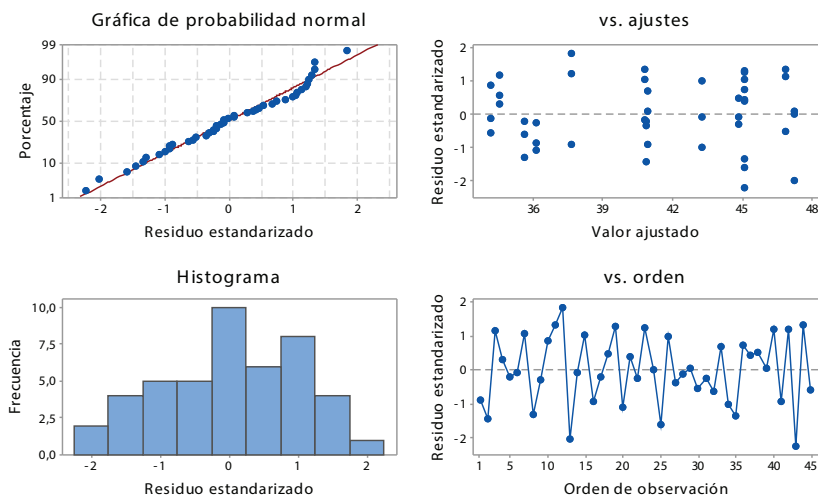 Gráfica de probabilidad normal
Porcentaje
99
90
50
10
1
-2 -1 0 1 2
Residuo estandarizado
vs. ajustes
Residuo estandarizado
2
1
0
-1
-2
36 39 42 45 48
Valor ajustado
Histograma
Frecuencia
10,0
7,5
5,0
2,5
0,0
-2 -1 0 1 2
Residuo estandarizado
vs. orden
Residuo estandarizado
2
1
0
-1
-2
1 5 10 15 20 25 30 35 40 45
Orden de observación